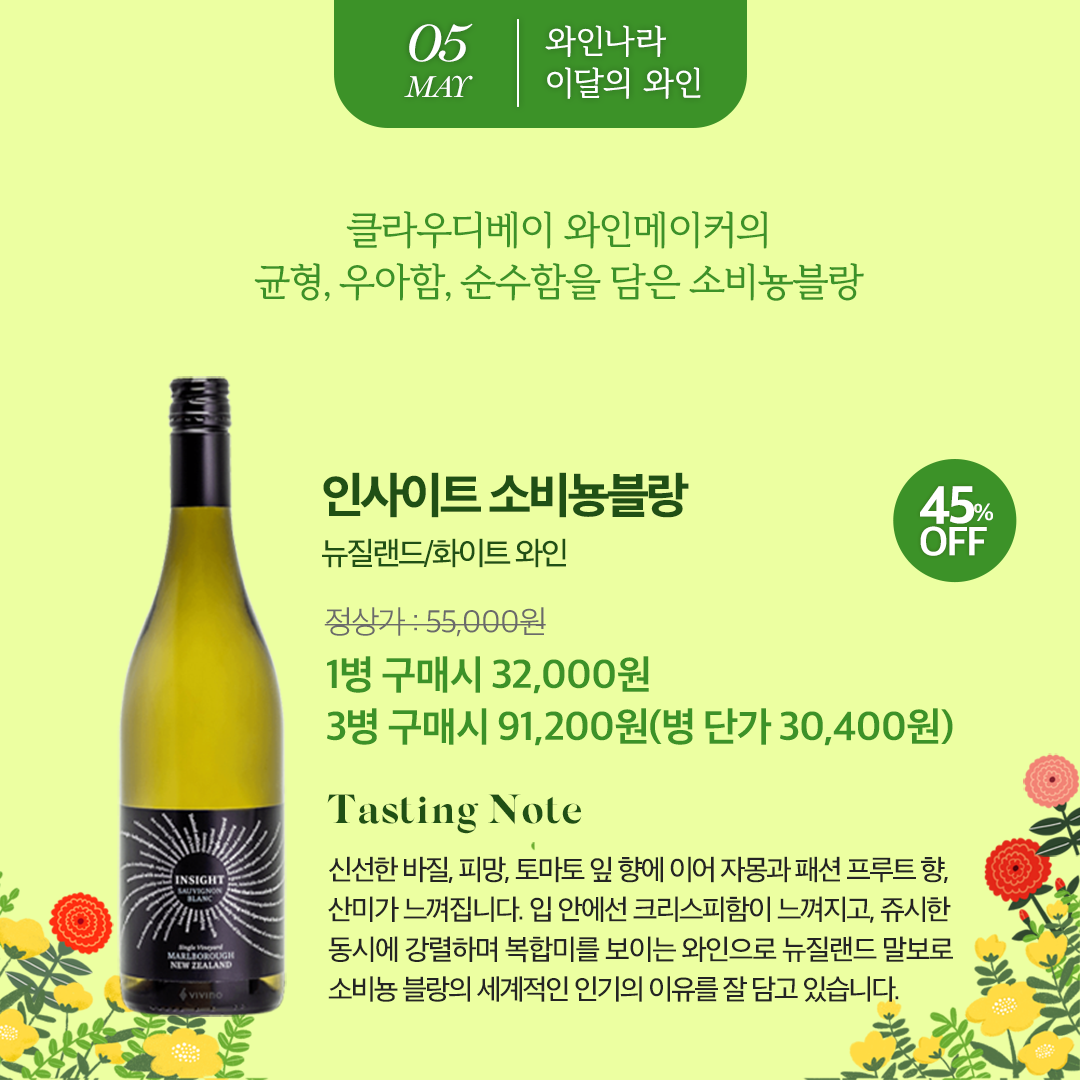 05
MAY
와인나라
이달의 와인
클라우디베이 와인메이커의
균형, 우아함, 순수함을 담은 소비뇽블랑
인사이트 소비뇽블랑
뉴질랜드/화이트 와인
45%
OFF
정상가 : 55,000원
1병 구매시 32,000원
3병 구매시 91,200원(병 단가 30,400원)
Tasting Note
신선한 바질, 피망, 토마토 잎 향에 이어 자몽과 패션 프루트 향,
산미가 느껴집니다. 입 안에선 크리스피함이 느껴지고, 쥬시한
동시에 강렬하며 복합미를 보이는 와인으로 뉴질랜드 말보로
소비뇽 블랑의 세계적인 인기의 이유를 잘 담고 있습니다.
INSIGHT
SAUVIGNON
BLANC
Single Vineyard
MARLBOROUGH
NEW ZEALAND
VIVINO